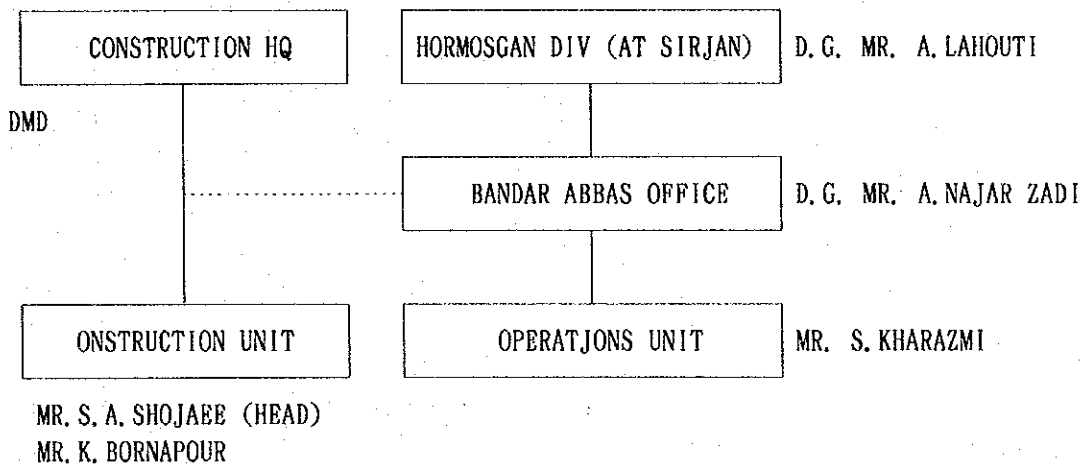 CONSTRUCTION HQ
HORMOSGAN DIV (AT SIRJAN)
D. G. MR. A. LAHOUTI
DMD
BANDAR ABBAS OFFICE
D. G. MR. A. NAJAR ZADI
ONSTRUCTION UNIT
OPERATJONS UNIT
MR. S. KHARAZMI
MR. S. A. SHOJAEE (HEAD)
MR. K. BORNAPOUR